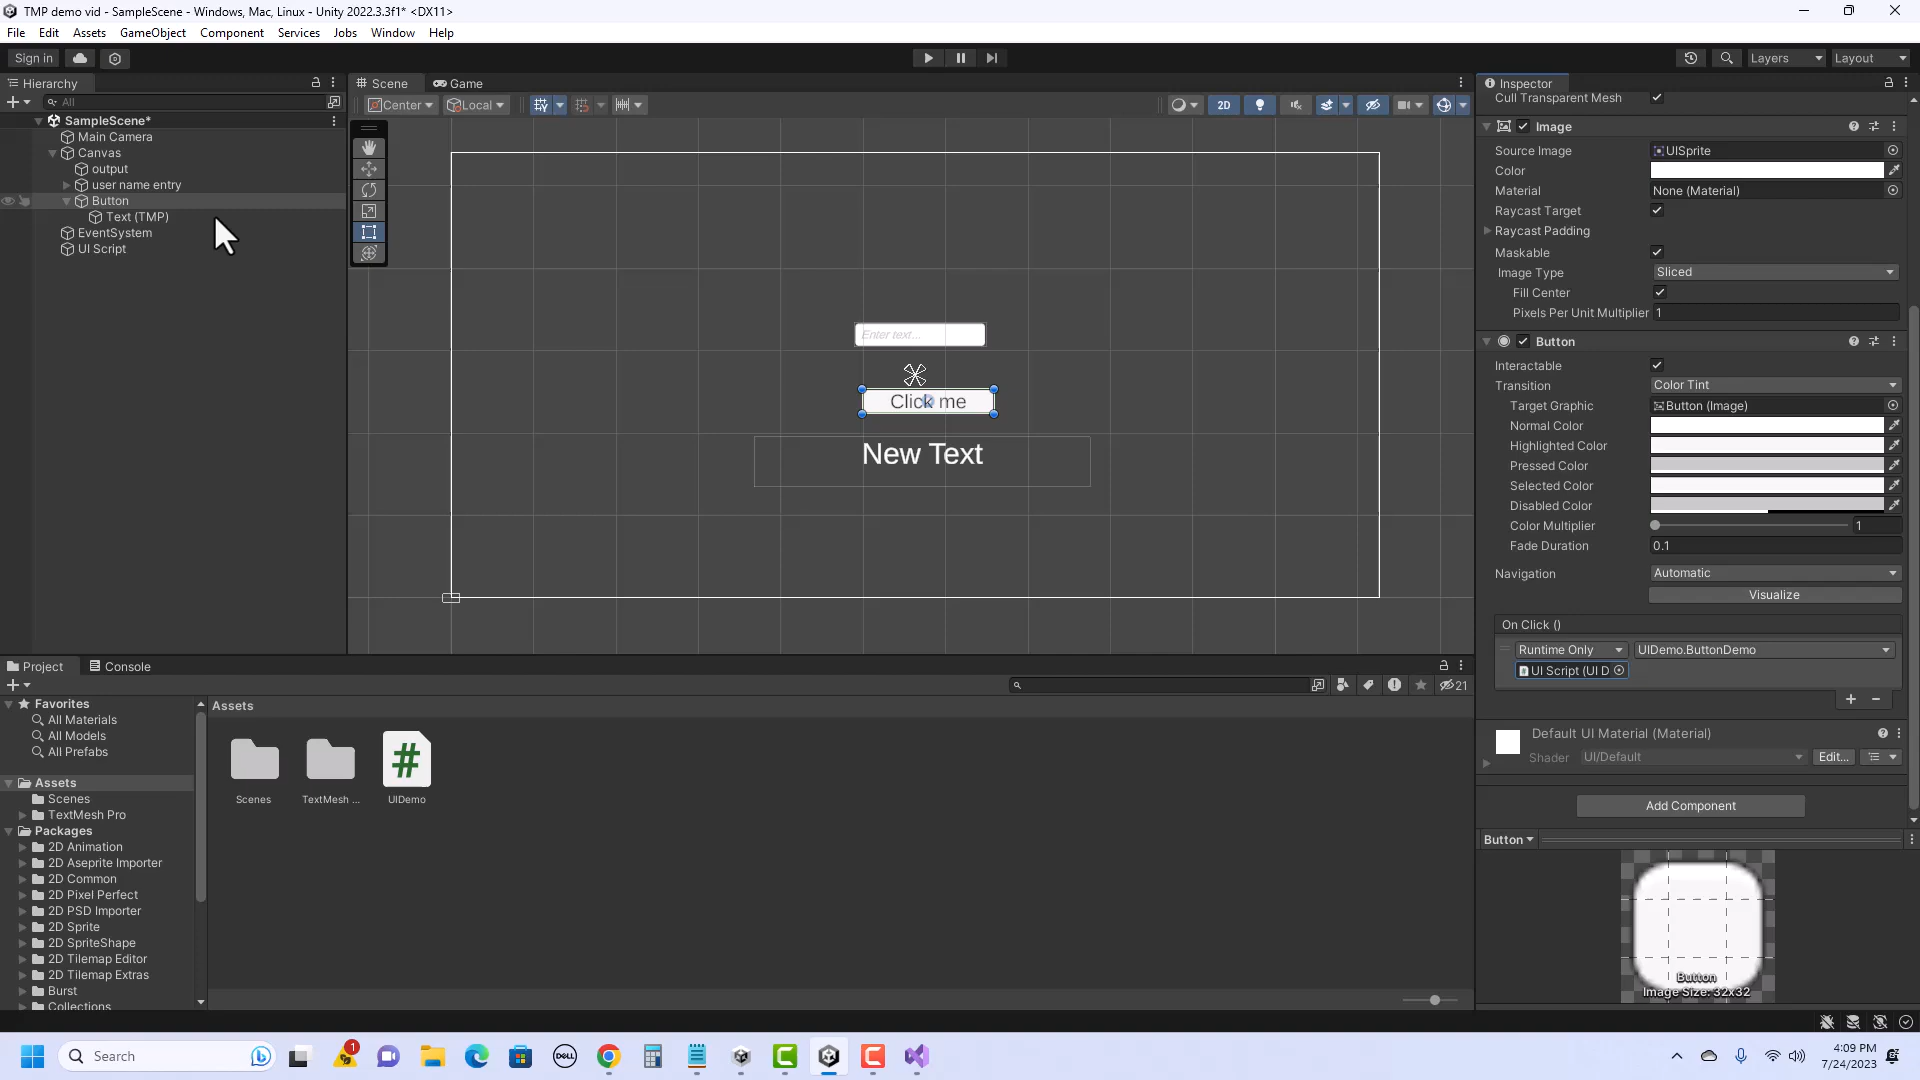 TMP demo vid - SampleScene - Windows, Mac, Linux - Unity 2022.3.3f1* <DX11>
File Edit Assets GameObject Component Services Jobs Window Help
Sign in
Layers
Layout
Hierarchy
All
SampleScene*
Main Camera
Canvas
output
user name entry
Button
Text (TMP)
EventSystem
UI Script
Scene
Game
Center
Local
2D
Enter text...
Click me
New Text
Inspector
Cull Transparent Mesh
Image
Source Image UISprite
Color
Material None (Material)
Raycast Target
Raycast Padding
Maskable
Image Type Sliced
Fill Center
Pixels Per Unit Multiplier 1
Button
Interactable
Transition Color Tint
Target Graphic Button (Image)
Normal Color
Highlighted Color
Pressed Color
Selected Color
Disabled Color
Color Multiplier 1
Fade Duration 0.1
Navigation Automatic
Visualize
On Click ()
Runtime Only UIDemo.ButtonDemo
UI Script (UI D
+ −
Default UI Material (Material)
Shader UI/Default Edit...
Add Component
Button
Button
Image Size: 32x32
Project
Console
21
Favorites
All Materials
All Models
All Prefabs
Assets
Scenes
TextMesh Pro
Packages
2D Animation
2D Aseprite Importer
2D Common
2D Pixel Perfect
2D PSD Importer
2D Sprite
2D SpriteShape
2D Tilemap Editor
2D Tilemap Extras
Burst
Collections
Assets
#
Scenes
TextMesh ...
UIDemo
Search
1
DELL
4:09 PM
7/24/2023